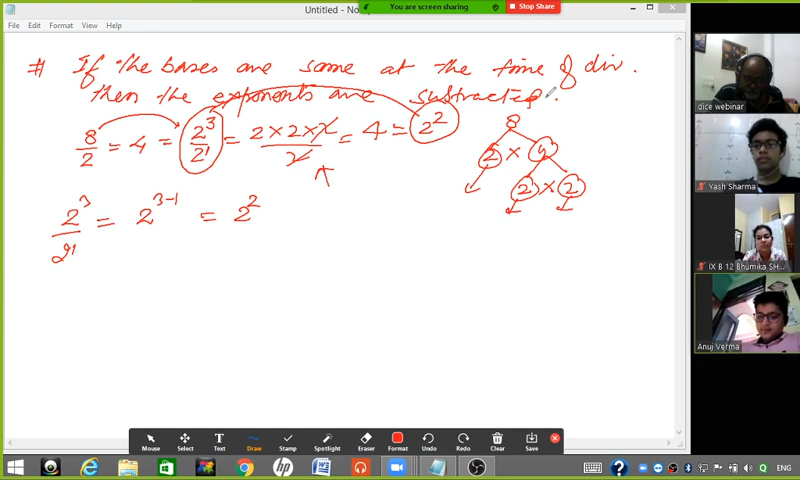 Untitled - No
You are screen sharing
Stop Share
File Edit Format View Help
# If the bases are same at the time of div.
then the exponents are subtracted.
8/2 = 4 = 2^3/2^1 = 2 × 2 × 2/2 = 4 = 2^2
8
2 × 4
2 × 2
2^3/2^1 = 2^3-1 = 2^2
dice webinar
Yash Sharma
IX B 12 Bhumika SH...
Anuj Verma
Mouse Select Text Draw Stamp Spotlight Eraser Format Undo Redo Clear Save
ENG